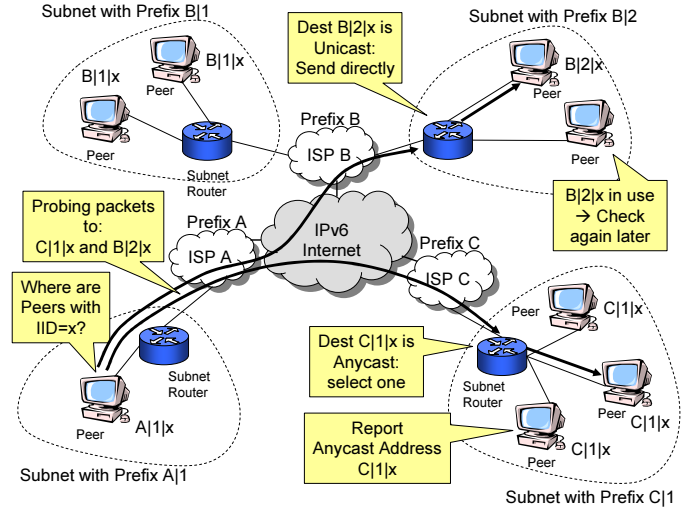 Subnet with Prefix B|1
B|1|x
Peer
B|1|x
Peer
Subnet
Router
Dest B|2|x is
Unicast:
Send directly
Subnet with Prefix B|2
B|2|x
Peer
Peer
B|2|x in use
→ Check
again later
Prefix B
ISP B
IPv6
Internet
Prefix A
ISP A
Prefix C
ISP C
Probing packets
to:
C|1|x and B|2|x
Where are
Peers with
IID=x?
Subnet
Router
Peer
A|1|x
Subnet with Prefix A|1
Dest C|1|x is
Anycast:
select one
Subnet
Router
Peer
C|1|x
Peer
C|1|x
Peer
C|1|x
Report
Anycast Address
C|1|x
Subnet with Prefix C|1